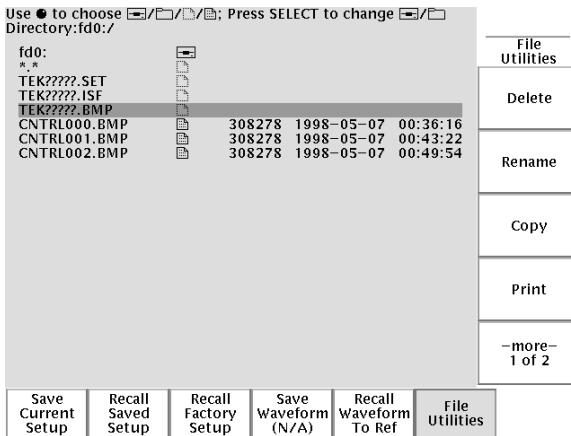 Use ● to choose / / / ; Press SELECT to change /
Directory:fd0:/
fd0:
*.*
TEK?????.SET
TEK?????.ISF
TEK?????.BMP
CNTRL000.BMP 308278 1998-05-07 00:36:16
CNTRL001.BMP 308278 1998-05-07 00:43:22
CNTRL002.BMP 308278 1998-05-07 00:49:54
File
Utilities
Delete
Rename
Copy
Print
-more-
1 of 2
Save
Current
Setup
Recall
Saved
Setup
Recall
Factory
Setup
Save
Waveform
(N/A)
Recall
Waveform
To Ref
File
Utilities